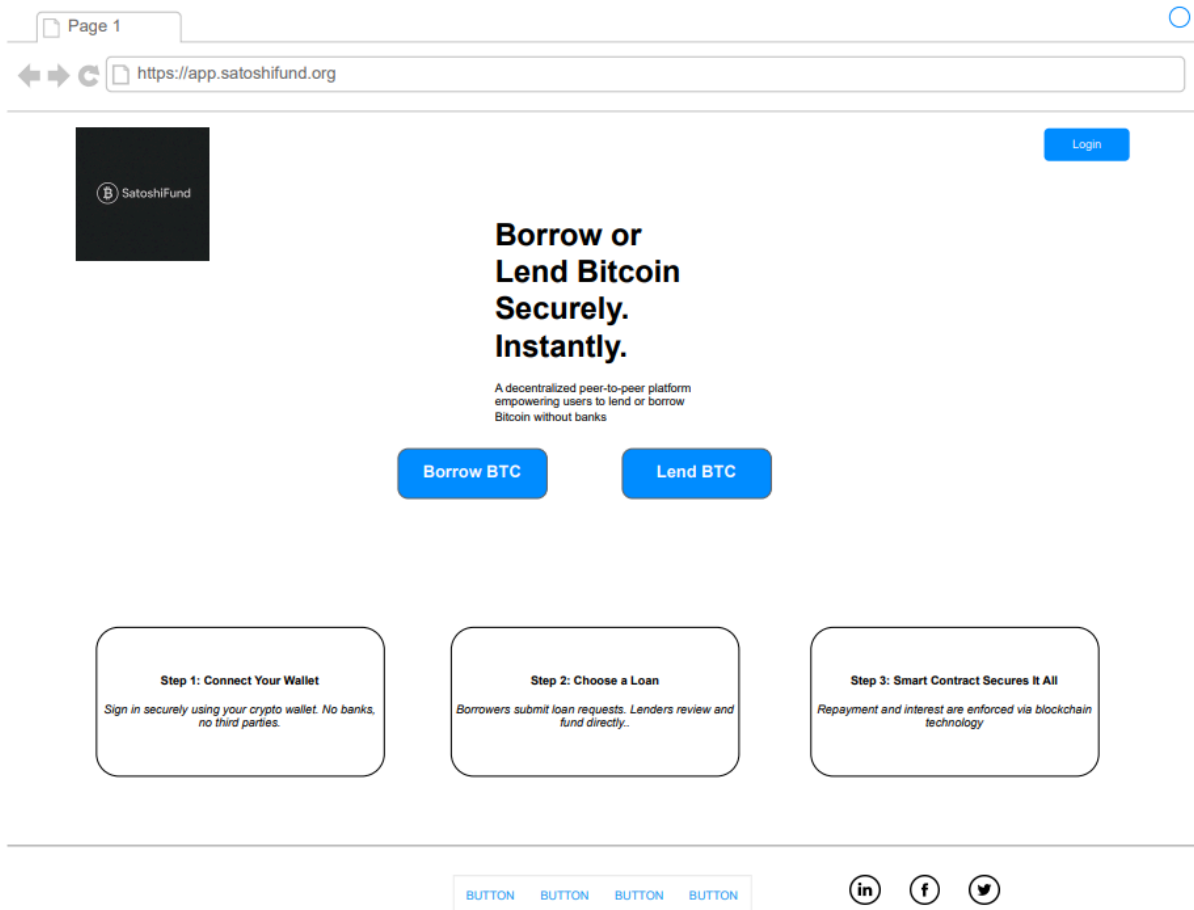 Page 1
https://app.satoshifund.org
SatoshiFund
Login
Borrow or
Lend Bitcoin
Securely.
Instantly.
A decentralized peer-to-peer platform
empowering users to lend or borrow
Bitcoin without banks
Borrow BTC
Lend BTC
Step 1: Connect Your Wallet
Sign in securely using your crypto wallet. No banks,
no third parties.
Step 2: Choose a Loan
Borrowers submit loan requests. Lenders review and
fund directly..
Step 3: Smart Contract Secures It All
Repayment and interest are enforced via blockchain
technology
BUTTON BUTTON BUTTON BUTTON
in f